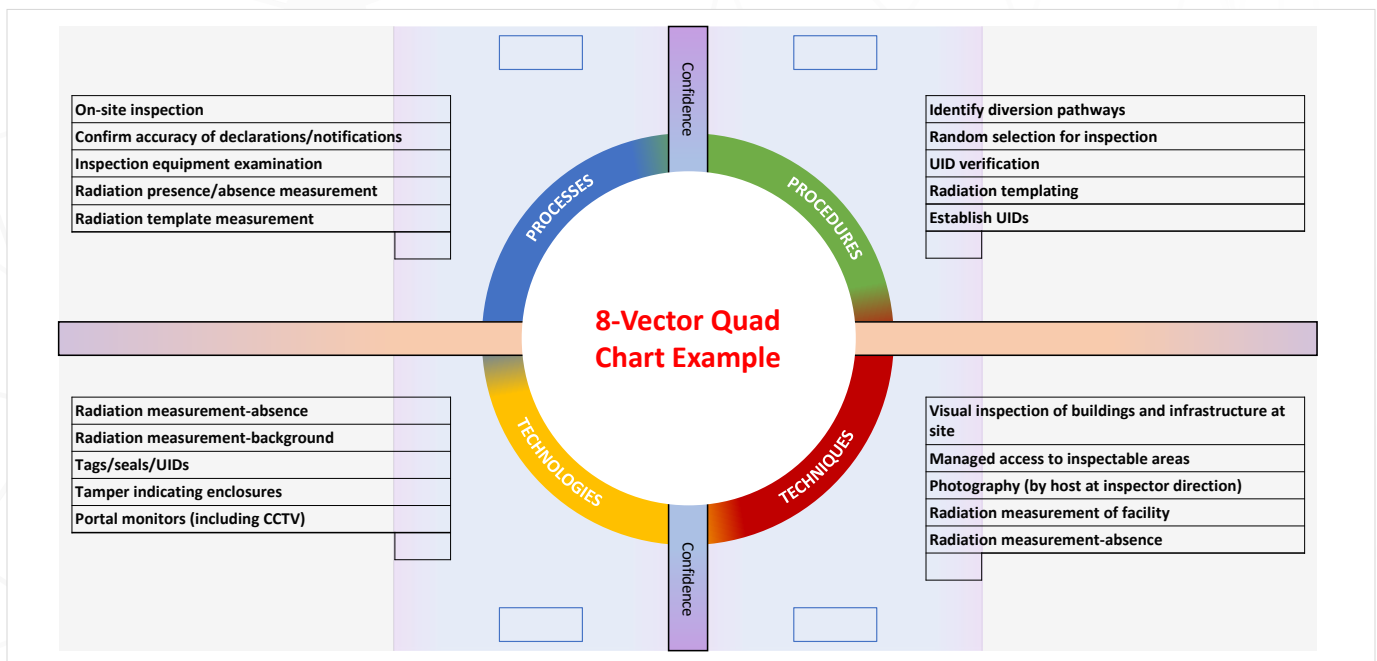 Confidence
On-site inspection
Confirm accuracy of declarations/notifications
Inspection equipment examination
Radiation presence/absence measurement
Radiation template measurement
Identify diversion pathways
Random selection for inspection
UID verification
Radiation templating
Establish UIDs
PROCESSES
PROCEDURES
8-Vector Quad
Chart Example
TECHNOLOGIES
TECHNIQUES
Radiation measurement-absence
Radiation measurement-background
Tags/seals/UIDs
Tamper indicating enclosures
Portal monitors (including CCTV)
Visual inspection of buildings and infrastructure at
site
Managed access to inspectable areas
Photography (by host at inspector direction)
Radiation measurement of facility
Radiation measurement-absence
Confidence